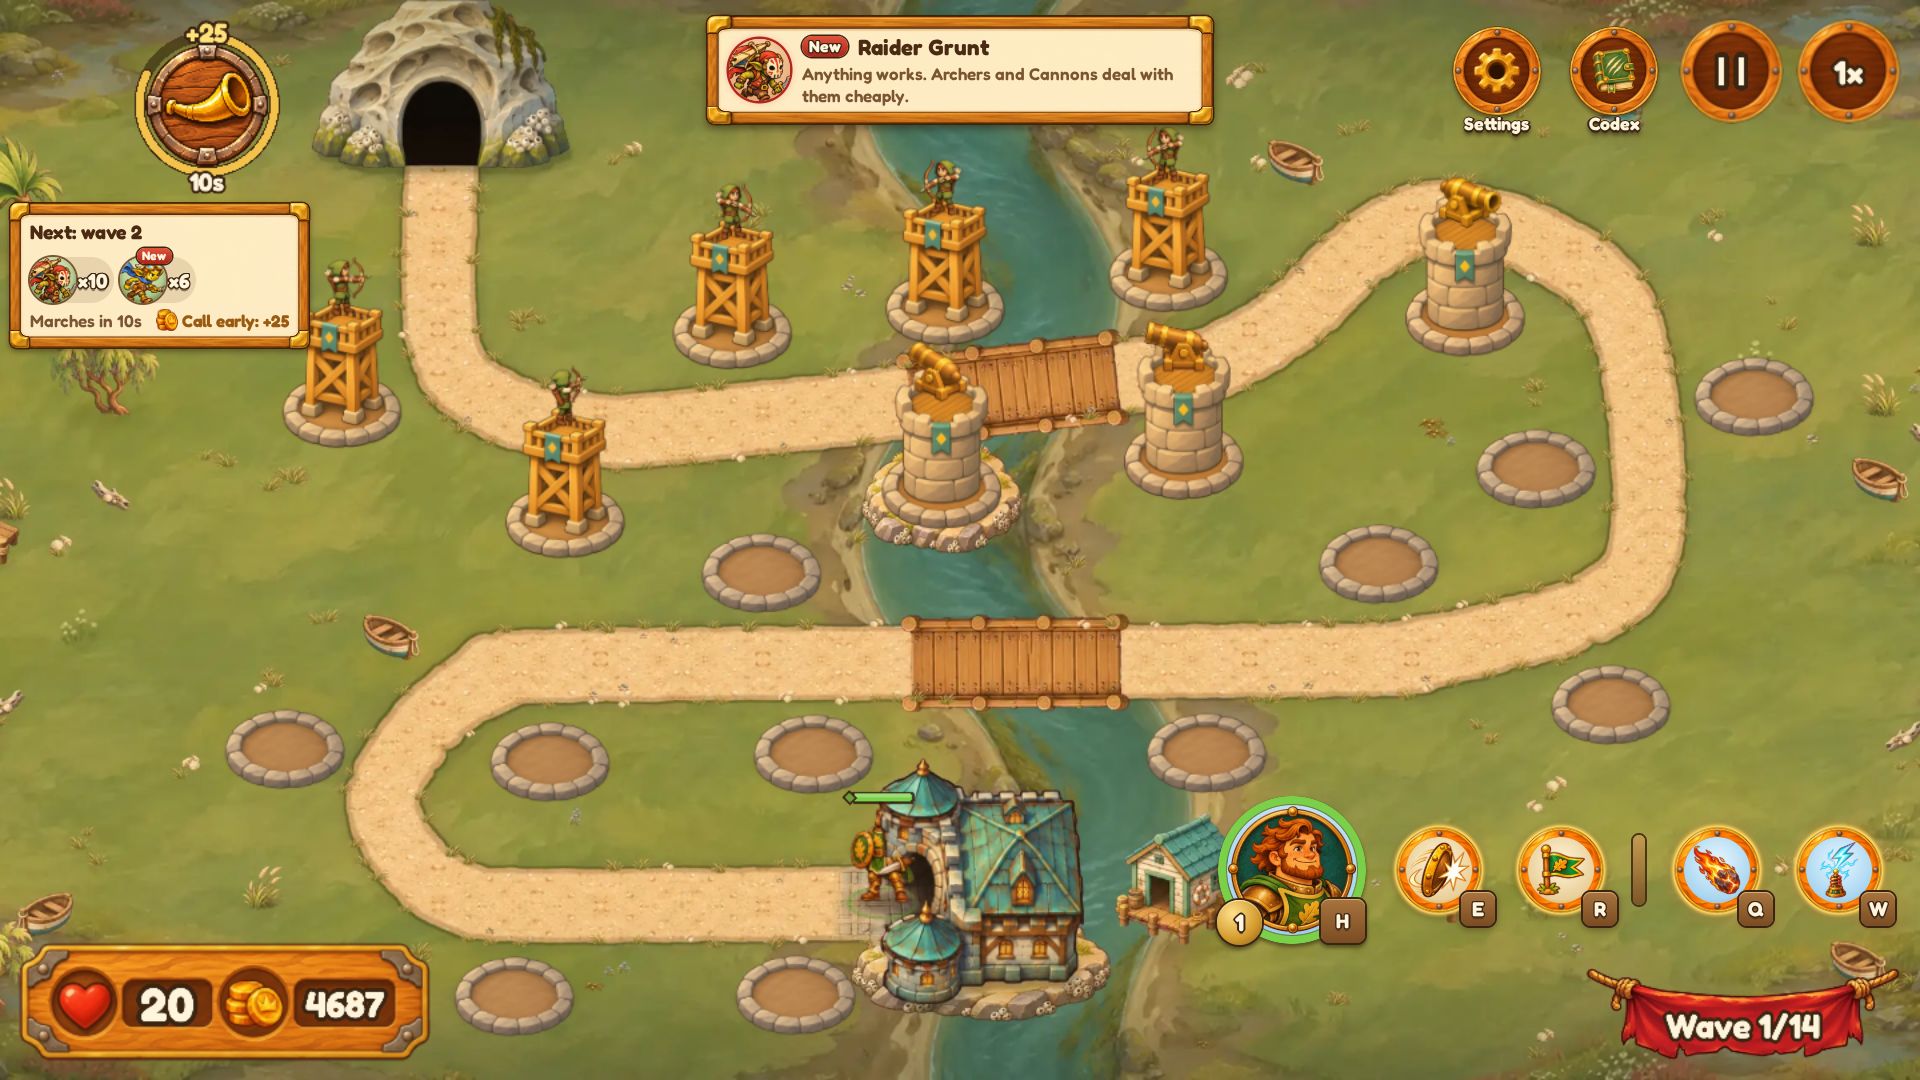 +25
10s
New Raider Grunt
Anything works. Archers and Cannons deal with
them cheaply.
Settings
Codex
1x
Next: wave 2
New
x10
x6
Marches in 10s
Call early: +25
1
H
E
R
Q
W
20
4687
Wave 1/14